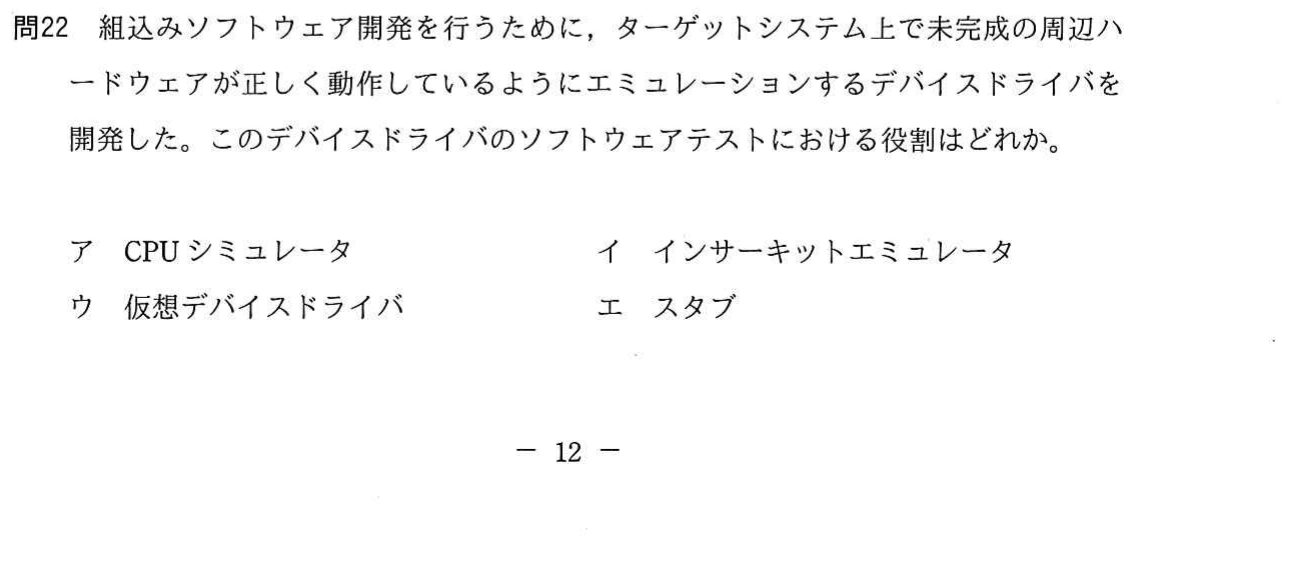 問22 組込みソフトウェア開発を行うために，ターゲットシステム上で未完成の周辺ハ
ードウェアが正しく動作しているようにエミュレーションするデバイスドライバを
開発した。このデバイスドライバのソフトウェアテストにおける役割はどれか。
ア CPU シミュレータ イ インサーキットエミュレータ
ウ 仮想デバイスドライバ エ スタブ
－ 12 －